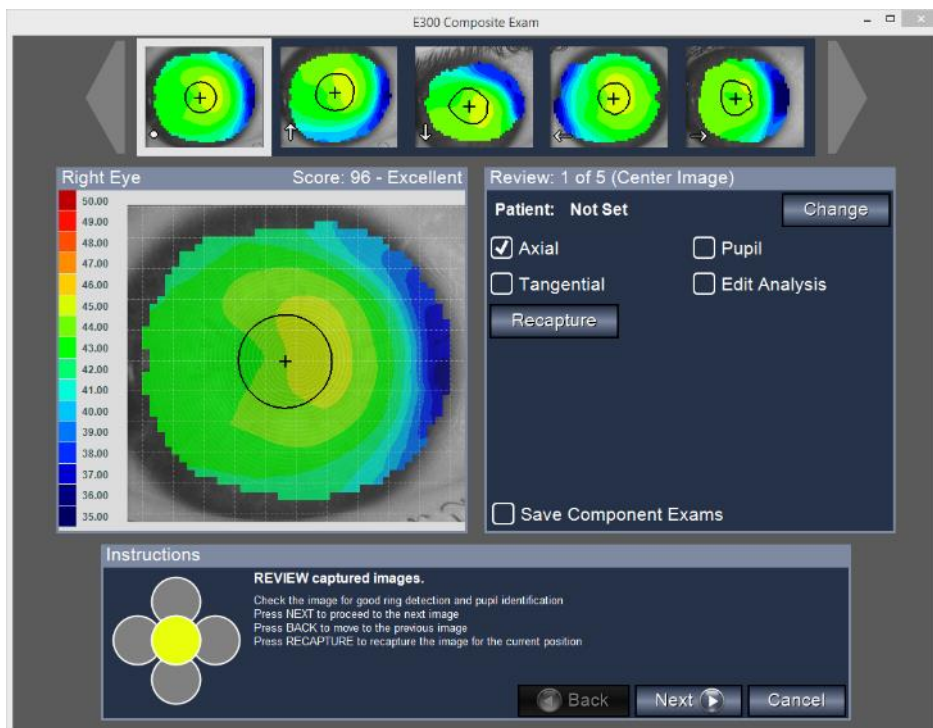 E300 Composite Exam
Right Eye Score: 96 - Excellent
50.00
49.00
48.00
47.00
46.00
45.00
44.00
43.00
42.00
41.00
40.00
39.00
38.00
37.00
36.00
35.00
Review: 1 of 5 (Center Image)
Patient: Not Set Change
Axial Pupil
Tangential Edit Analysis
Recapture
Save Component Exams
Instructions
REVIEW captured images.
Check the image for good ring detection and pupil identification
Press NEXT to proceed to the next image
Press BACK to move to the previous image
Press RECAPTURE to recapture the image for the current position
Back Next Cancel